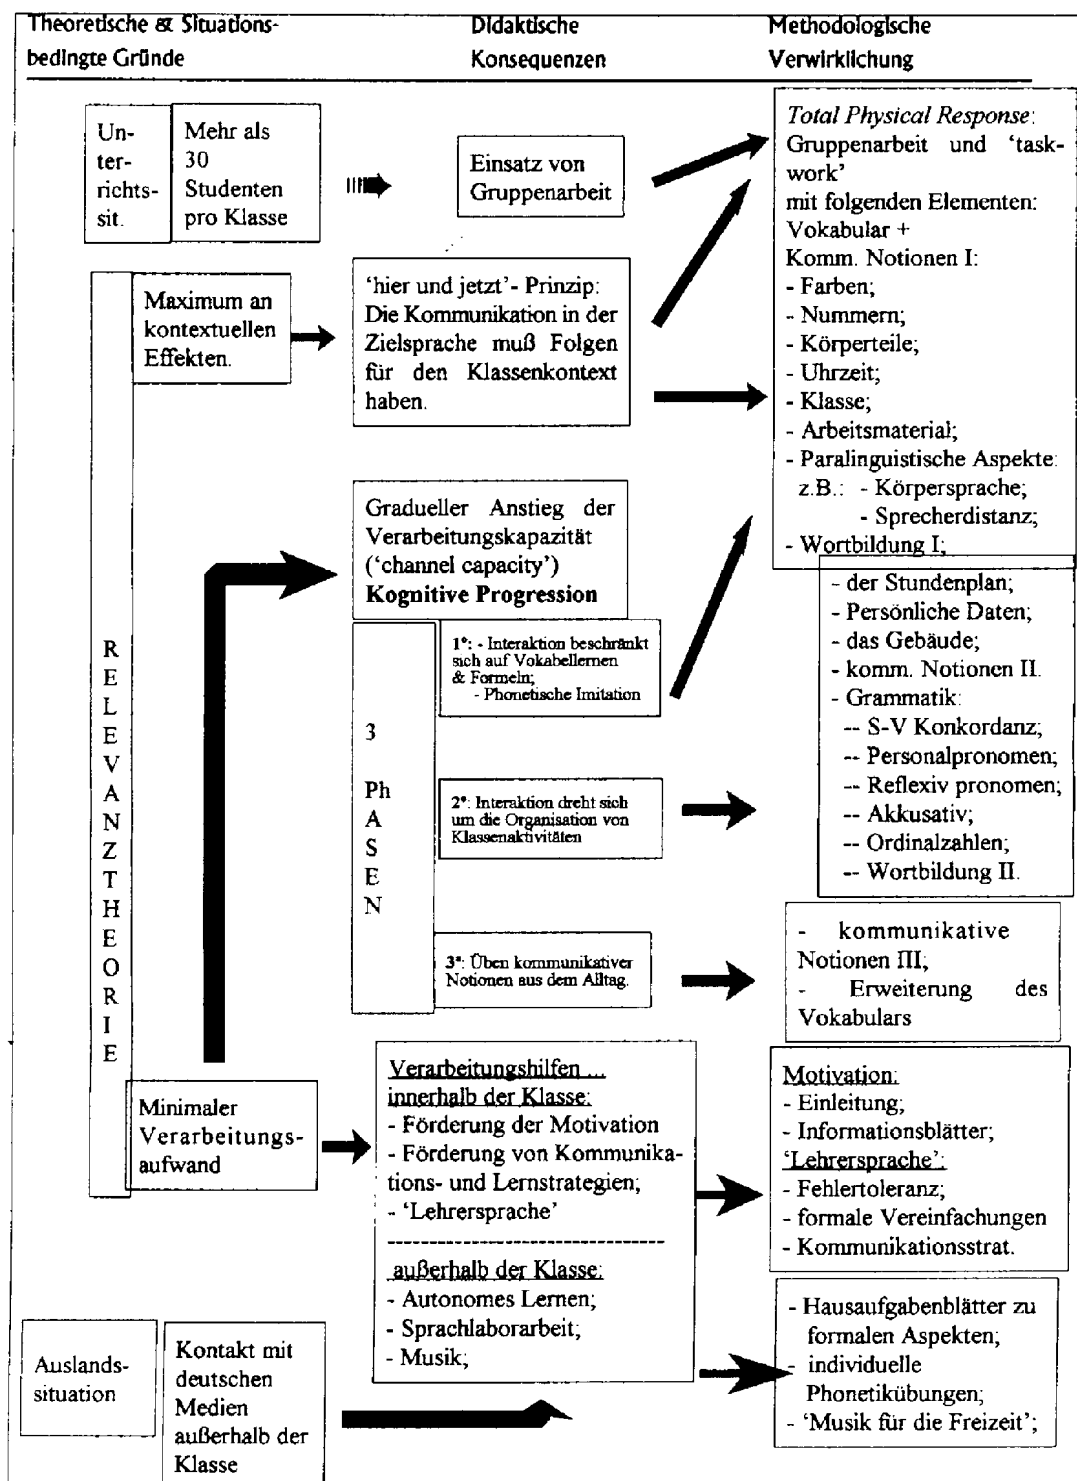 Theoretische & Situations-
bedingte Gründe
Didaktische
Konsequenzen
Methodologische
Verwirklichung
Un-
ter-
richts-
sit.
Mehr als
30
Studenten
pro Klasse
Einsatz von
Gruppenarbeit
Total Physical Response:
Gruppenarbeit und ‘task-
work’
mit folgenden Elementen:
Vokabular +
Komm. Notionen I:
- Farben;
- Nummern;
- Körperteile;
- Uhrzeit;
- Klasse;
- Arbeitsmaterial;
- Paralinguistische Aspekte:
z.B.: - Körpersprache;
- Sprecherdistanz;
- Wortbildung I;
RELEVANZTHEORIE
Maximum an
kontextuellen
Effekten.
‘hier und jetzt’- Prinzip:
Die Kommunikation in der
Zielsprache muß Folgen
für den Klassenkontext
haben.
Gradueller Anstieg der
Verarbeitungskapazität
(‘channel capacity’)
Kognitive Progression
3
Ph
A
S
E
N
1ª: - Interaktion beschränkt
sich auf Vokabellernen
& Formeln;
- Phonetische Imitation
2ª: Interaktion dreht sich
um die Organisation von
Klassenaktivitäten
3ª: Üben kommunikativer
Notionen aus dem Alltag.
- der Stundenplan;
- Persönliche Daten;
- das Gebäude;
- komm. Notionen II.
- Grammatik:
-- S-V Konkordanz;
-- Personalpronomen;
-- Reflexiv pronomen;
-- Akkusativ;
-- Ordinalzahlen;
-- Wortbildung II.
- kommunikative
Notionen III;
- Erweiterung des
Vokabulars
Minimaler
Verarbeitungs-
aufwand
Verarbeitungshilfen ...
innerhalb der Klasse:
- Förderung der Motivation
- Förderung von Kommunika-
tions- und Lernstrategien;
- ‘Lehrersprache’
---------------------------------
außerhalb der Klasse:
- Autonomes Lernen;
- Sprachlaborarbeit;
- Musik;
Motivation:
- Einleitung;
- Informationsblätter;
‘Lehrersprache’:
- Fehlertoleranz;
- formale Vereinfachungen
- Kommunikationsstrat.
Auslands-
situation
Kontakt mit
deutschen
Medien
außerhalb der
Klasse
- Hausaufgabenblätter zu
formalen Aspekten;
- individuelle
Phonetikübungen;
- ‘Musik für die Freizeit’;